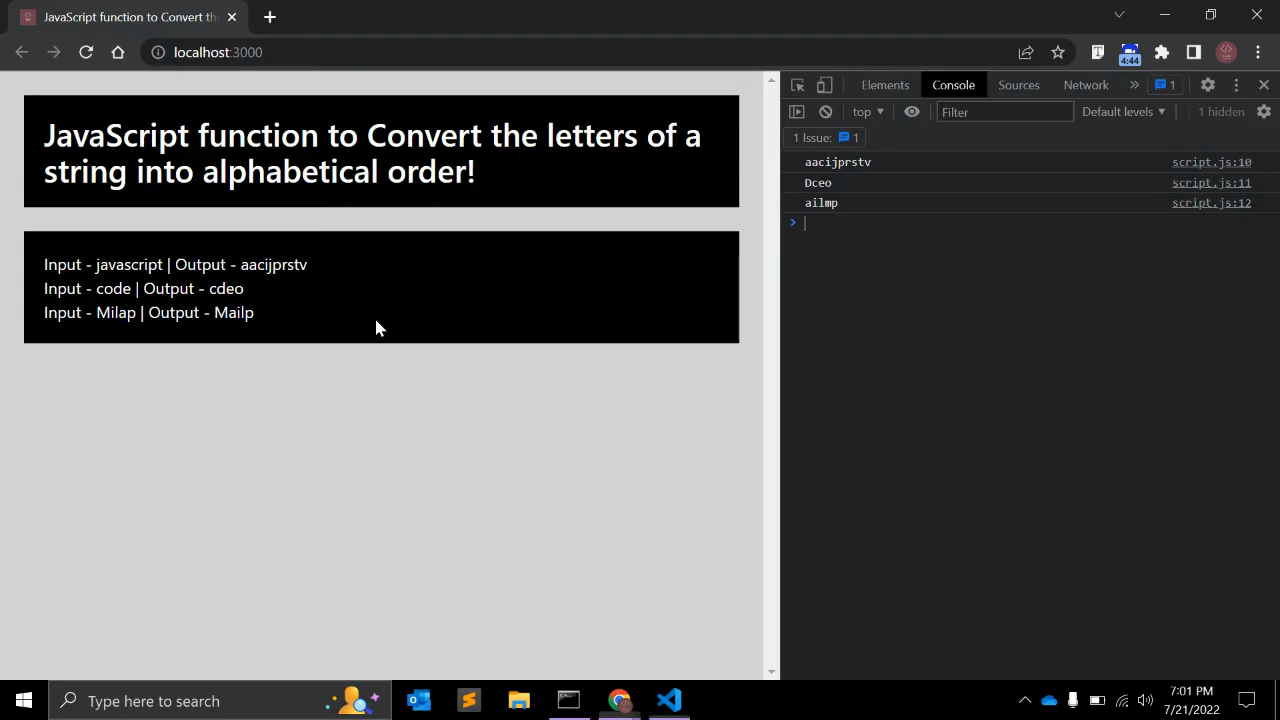 JavaScript function to Convert th
localhost:3000
4:44
Elements
Console
Sources
Network
1
top
Filter
Default levels
1 hidden
1 Issue:
1
JavaScript function to Convert the letters of a
string into alphabetical order!
Input - javascript | Output - aacijprstv
Input - code | Output - cdeo
Input - Milap | Output - Mailp
aacijprstv script.js:10
Dceo script.js:11
ailmp script.js:12
Type here to search
7:01 PM
7/21/2022